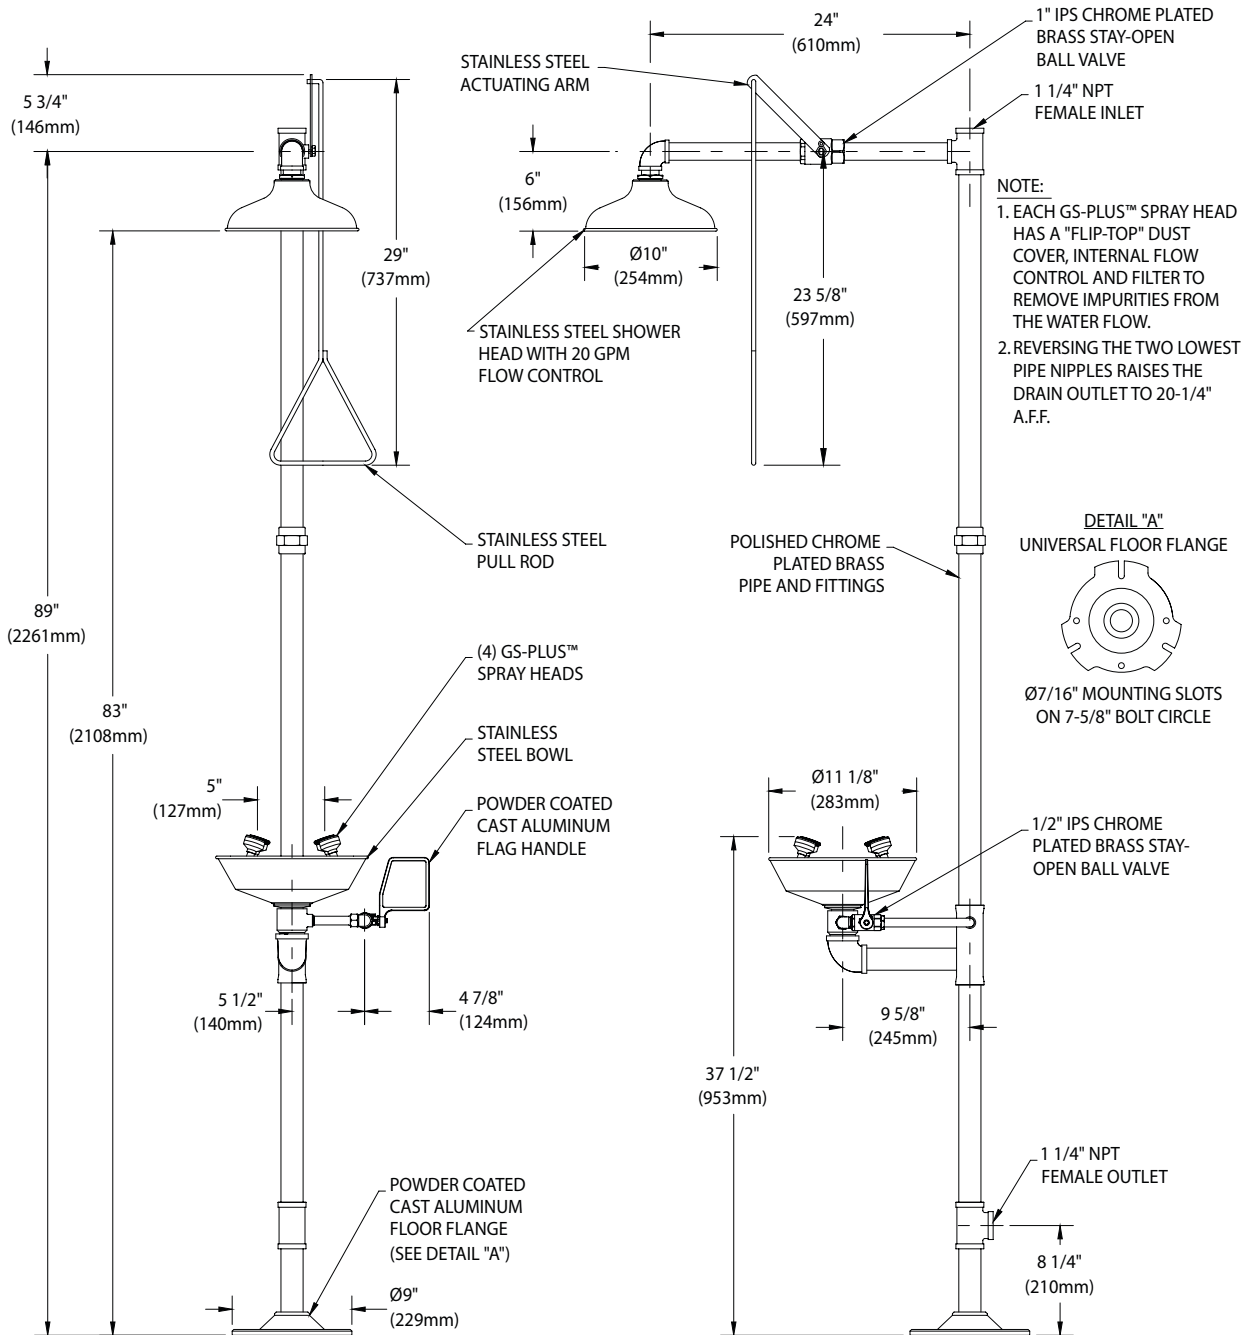 24"
(610mm)
1" IPS CHROME PLATED
BRASS STAY-OPEN
BALL VALVE
STAINLESS STEEL
ACTUATING ARM
1 1/4" NPT
FEMALE INLET
5 3/4"
(146mm)
6"
(156mm)
NOTE:
1. EACH GS-PLUS™ SPRAY HEAD
HAS A "FLIP-TOP" DUST
COVER, INTERNAL FLOW
CONTROL AND FILTER TO
REMOVE IMPURITIES FROM
THE WATER FLOW.
2. REVERSING THE TWO LOWEST
PIPE NIPPLES RAISES THE
DRAIN OUTLET TO 20-1/4"
A.F.F.
29"
(737mm)
Ø10"
(254mm)
23 5/8"
(597mm)
STAINLESS STEEL SHOWER
HEAD WITH 20 GPM
FLOW CONTROL
STAINLESS STEEL
PULL ROD
POLISHED CHROME
PLATED BRASS
PIPE AND FITTINGS
DETAIL "A"
UNIVERSAL FLOOR FLANGE
Ø7/16" MOUNTING SLOTS
ON 7-5/8" BOLT CIRCLE
89"
(2261mm)
83"
(2108mm)
(4) GS-PLUS™
SPRAY HEADS
STAINLESS
STEEL BOWL
5"
(127mm)
POWDER COATED
CAST ALUMINUM
FLAG HANDLE
Ø11 1/8"
(283mm)
1/2" IPS CHROME
PLATED BRASS STAY-
OPEN BALL VALVE
5 1/2"
(140mm)
4 7/8"
(124mm)
9 5/8"
(245mm)
37 1/2"
(953mm)
1 1/4" NPT
FEMALE OUTLET
POWDER COATED
CAST ALUMINUM
FLOOR FLANGE
(SEE DETAIL "A")
8 1/4"
(210mm)
Ø9"
(229mm)